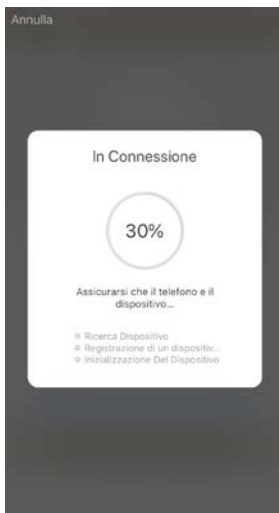 Annulla
In Connessione
30%
Assicurarsi che il telefono e il
dispositivo...
Ricerca Dispositivo
Registrazione di un dispositiv...
Inizializzazione Del Dispositivo